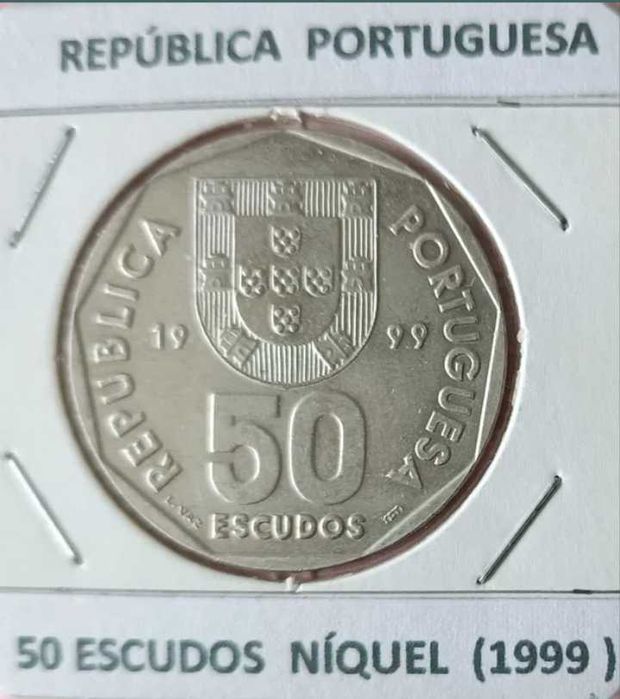 REPÚBLICA PORTUGUESA
REPUBLICA PORTUGUESA
19 99
50
ESCUDOS
50 ESCUDOS NÍQUEL (1999 )